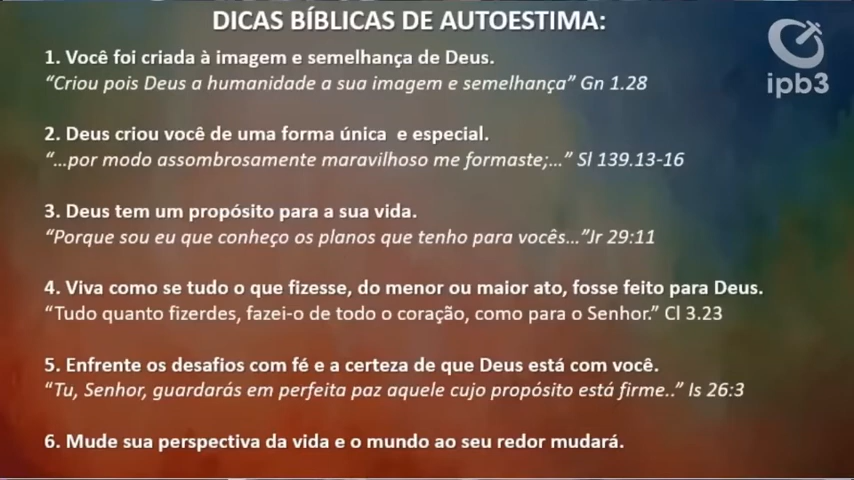 DICAS BÍBLICAS DE AUTOESTIMA:
ipb3
1. Você foi criada à imagem e semelhança de Deus.
“Criou pois Deus a humanidade a sua imagem e semelhança” Gn 1.28
2. Deus criou você de uma forma única e especial.
“...por modo assombrosamente maravilhoso me formaste;...” Sl 139.13-16
3. Deus tem um propósito para a sua vida.
“Porque sou eu que conheço os planos que tenho para vocês...”Jr 29:11
4. Viva como se tudo o que fizesse, do menor ou maior ato, fosse feito para Deus.
“Tudo quanto fizerdes, fazei-o de todo o coração, como para o Senhor.” Cl 3.23
5. Enfrente os desafios com fé e a certeza de que Deus está com você.
“Tu, Senhor, guardarás em perfeita paz aquele cujo propósito está firme..” Is 26:3
6. Mude sua perspectiva da vida e o mundo ao seu redor mudará.